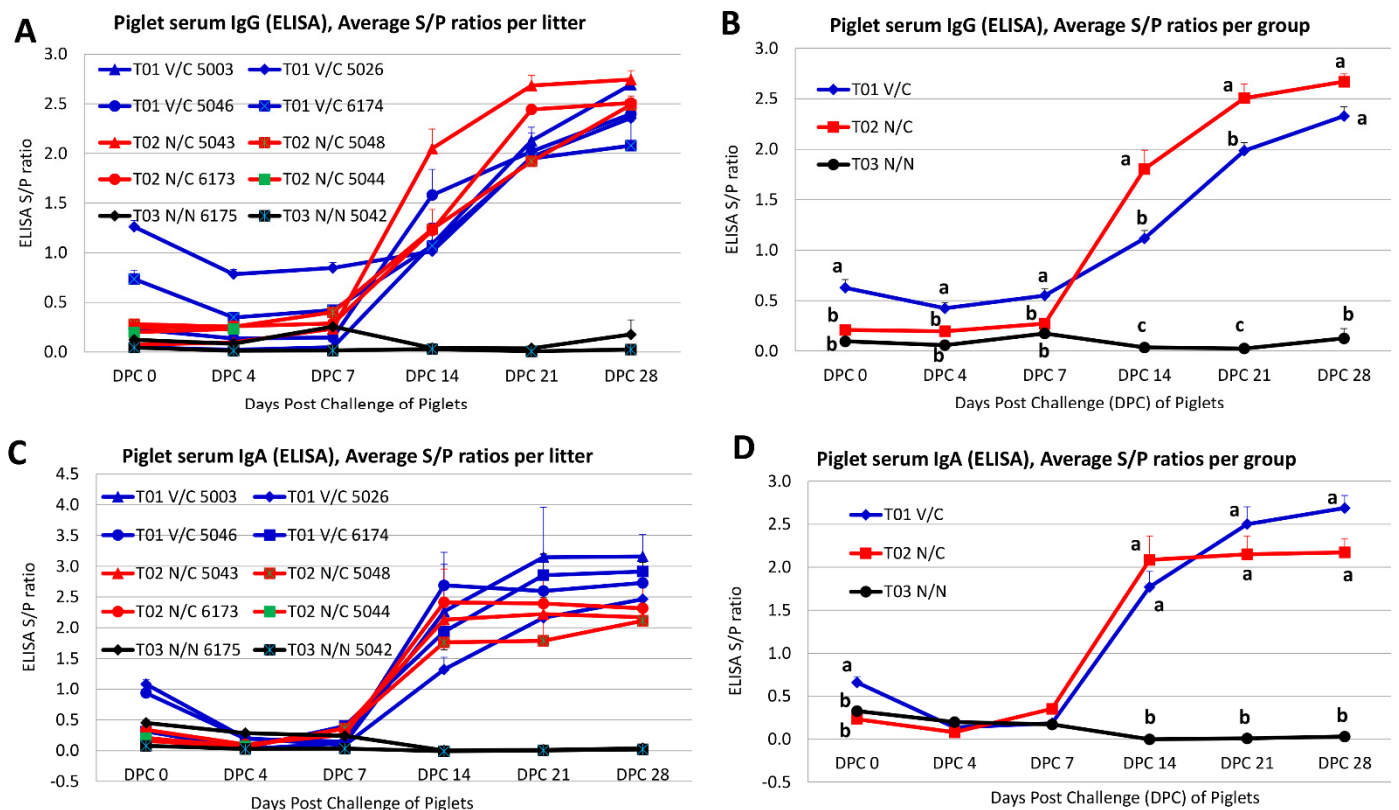 A
Piglet serum IgG (ELISA), Average S/P ratios per litter
3.0
2.5
2.0
1.5
1.0
0.5
0.0
ELISA S/P ratio
T01 V/C 5003 T01 V/C 5026
T01 V/C 5046 T01 V/C 6174
T02 N/C 5043 T02 N/C 5048
T02 N/C 6173 T02 N/C 5044
T03 N/N 6175 T03 N/N 5042
DPC 0 DPC 4 DPC 7 DPC 14 DPC 21 DPC 28
Days Post Challenge of Piglets
B
Piglet serum IgG (ELISA), Average S/P ratios per group
3.0
2.5
2.0
1.5
1.0
0.5
0.0
ELISA S/P ratio
T01 V/C
T02 N/C
T03 N/N
a a a a a a
b b b b b a
b b b c c b
DPC 0 DPC 4 DPC 7 DPC 14 DPC 21 DPC 28
Days Post Challenge (DPC) of Piglets
C
Piglet serum IgA (ELISA), Average S/P ratios per litter
4.5
4.0
3.5
3.0
2.5
2.0
1.5
1.0
0.5
0.0
-0.5
ELISA S/P ratio
T01 V/C 5003 T01 V/C 5026
T01 V/C 5046 T01 V/C 6174
T02 N/C 5043 T02 N/C 5048
T02 N/C 6173 T02 N/C 5044
T03 N/N 6175 T03 N/N 5042
DPC 0 DPC 4 DPC 7 DPC 14 DPC 21 DPC 28
Days Post Challenge of Piglets
D
Piglet serum IgA (ELISA), Average S/P ratios per group
3.0
2.5
2.0
1.5
1.0
0.5
0.0
-0.5
ELISA S/P ratio
T01 V/C
T02 N/C
T03 N/N
a a a a
b a a a
b b b b
DPC 0 DPC 4 DPC 7 DPC 14 DPC 21 DPC 28
Days Post Challenge (DPC) of Piglets